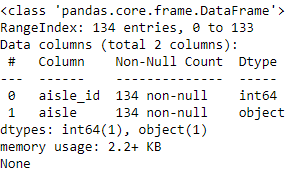 <class 'pandas.core.frame.DataFrame'>
RangeIndex: 134 entries, 0 to 133
Data columns (total 2 columns):
 #   Column    Non-Null Count  Dtype
---  ------    --------------  -----
 0   aisle_id  134 non-null    int64
 1   aisle     134 non-null    object
dtypes: int64(1), object(1)
memory usage: 2.2+ KB
None